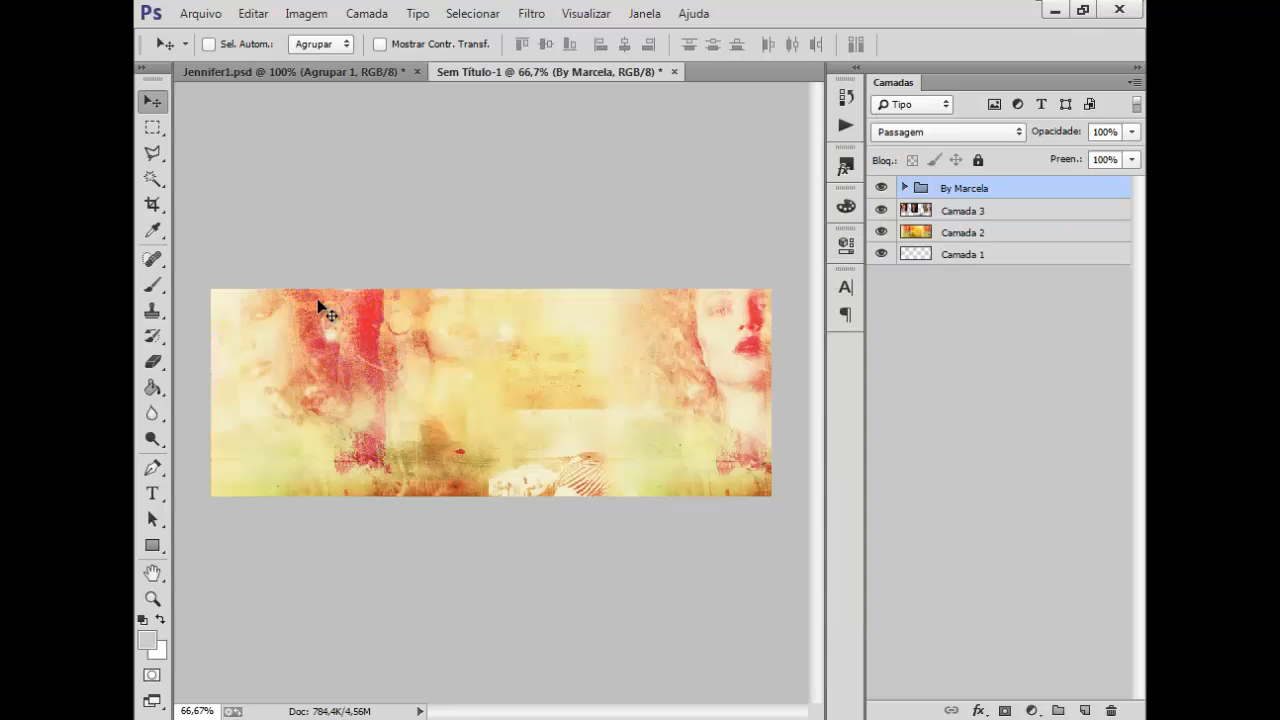 Ps Arquivo Editar Imagem Camada Tipo Selecionar Filtro Visualizar Janela Ajuda
Sel. Autom.: Agrupar Mostrar Contr. Transf.
Jennifer1.psd @ 100% (Agrupar 1, RGB/8) * × Sem Título-1 @ 66,7% (By Marcela, RGB/8) * ×
Camadas
Tipo
Passagem Opacidade: 100%
Bloq.: Preen.: 100%
By Marcela
Camada 3
Camada 2
Camada 1
66,67% Doc: 784,4K/4,56M